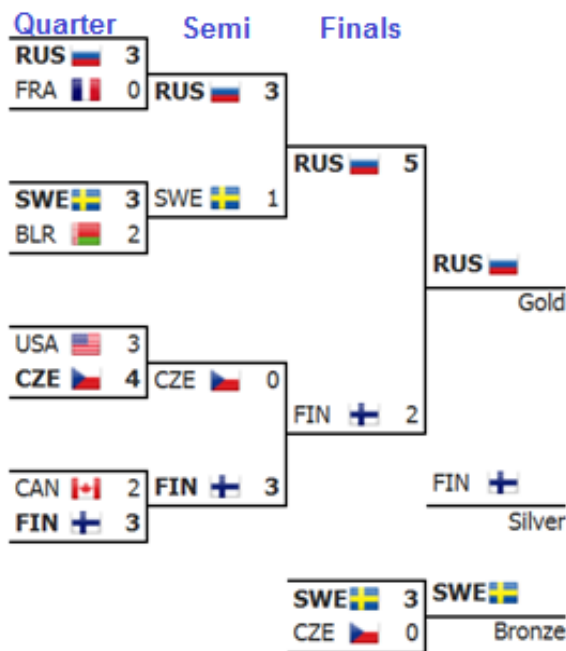 Quarter Semi Finals
RUS 3
FRA 0
RUS 3
RUS 5
SWE 3
SWE 1
BLR 2
RUS
Gold
USA 3
CZE 4
CZE 0
FIN 2
CAN 2
FIN 3
FIN 3
FIN
Silver
SWE 3
SWE
CZE 0
Bronze